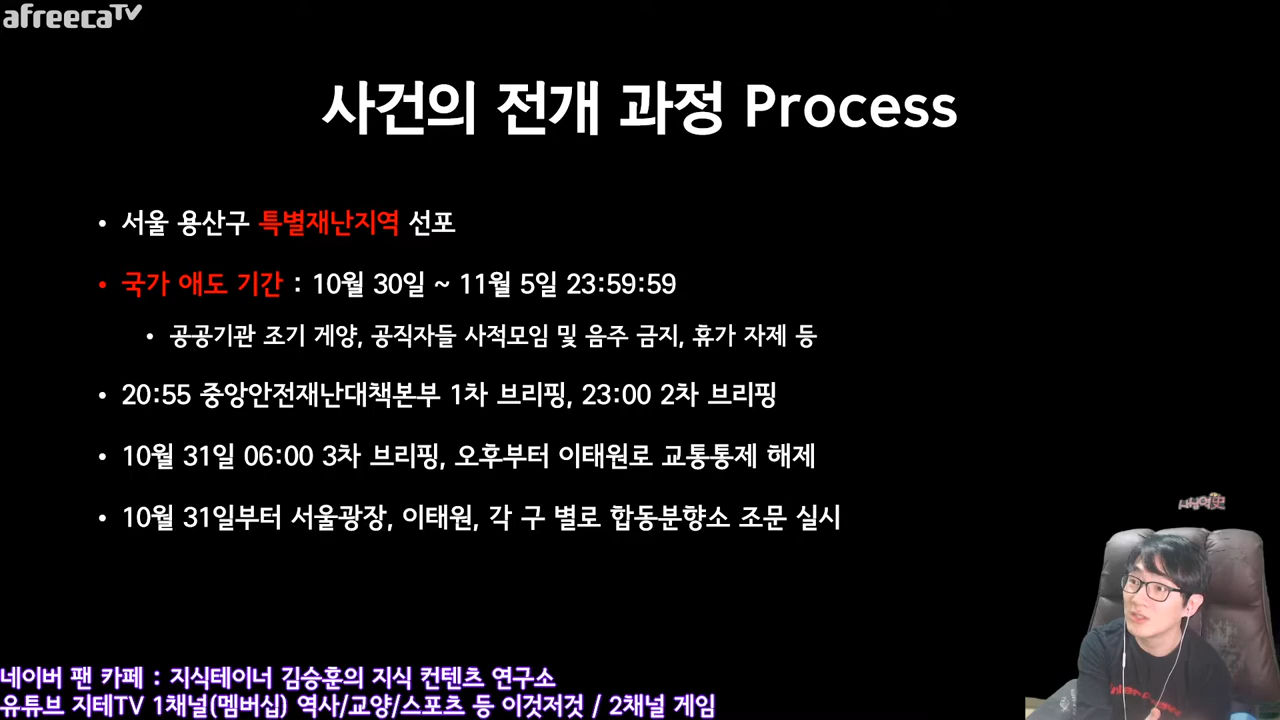 afreecaTV
사건의 전개 과정 Process
• 서울 용산구 특별재난지역 선포
• 국가 애도 기간 : 10월 30일 ~ 11월 5일 23:59:59
• 공공기관 조기 게양, 공직자들 사적모임 및 음주 금지, 휴가 자제 등
• 20:55 중앙안전재난대책본부 1차 브리핑, 23:00 2차 브리핑
• 10월 31일 06:00 3차 브리핑, 오후부터 이태원로 교통통제 해제
• 10월 31일부터 서울광장, 이태원, 각 구 별로 합동분향소 조문 실시
네이버 팬 카페 : 지식테이너 김승훈의 지식 컨텐츠 연구소
유튜브 지테TV 1채널(멤버십) 역사/교양/스포츠 등 이것저것 / 2채널 게임